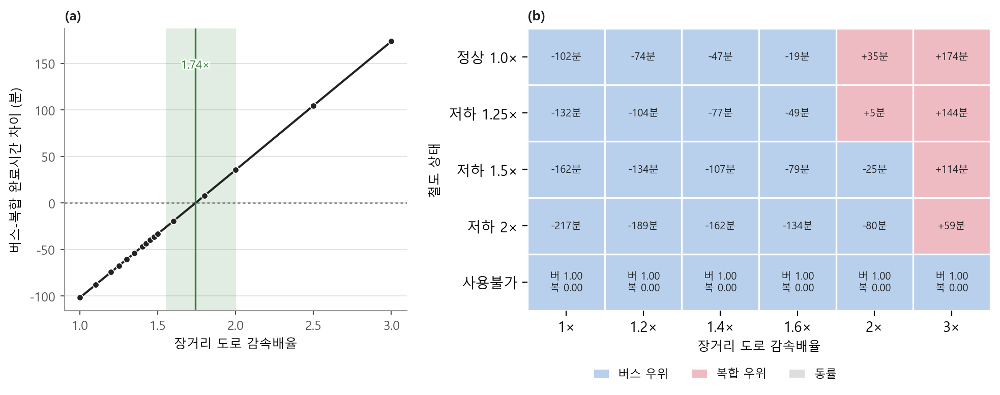 (a)
버스-복합 완료시간 차이 (분)
150
100
50
0
-50
-100
1.74×
1.0 1.5 2.0 2.5 3.0
장거리 도로 감속배율
(b)
철도 상태
정상 1.0× -102분 -74분 -47분 -19분 +35분 +174분
저하 1.25× -132분 -104분 -77분 -49분 +5분 +144분
저하 1.5× -162분 -134분 -107분 -79분 -25분 +114분
저하 2× -217분 -189분 -162분 -134분 -80분 +59분
사용불가
버 1.00 버 1.00 버 1.00 버 1.00 버 1.00 버 1.00
복 0.00 복 0.00 복 0.00 복 0.00 복 0.00 복 0.00
1× 1.2× 1.4× 1.6× 2× 3×
장거리 도로 감속배율
버스 우위 복합 우위 동률